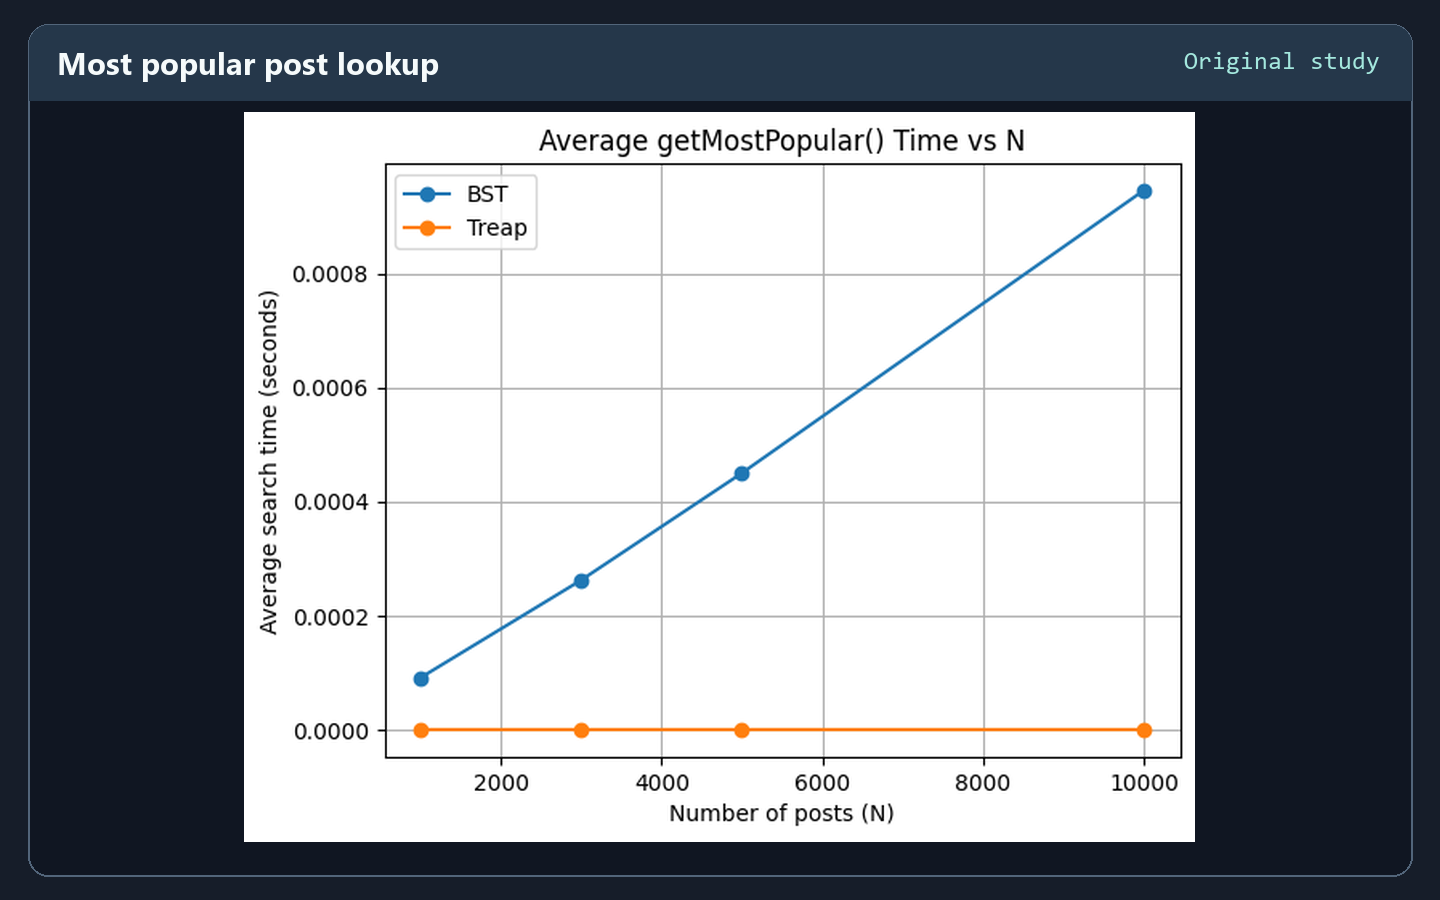 Most popular post lookup
Original study
Average getMostPopular() Time vs N
BST
Treap
Average search time (seconds)
0.0008
0.0006
0.0004
0.0002
0.0000
2000 4000 6000 8000 10000
Number of posts (N)